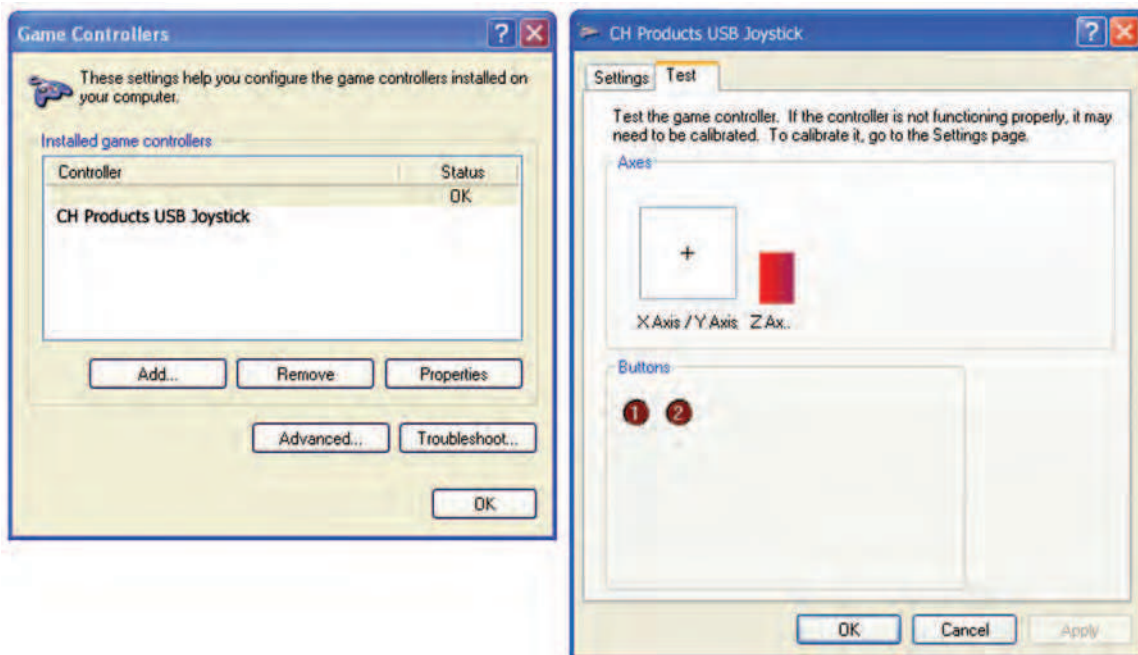 Game Controllers
These settings help you configure the game controllers installed on
your computer.
Installed game controllers
Controller Status
OK
CH Products USB Joystick
Add... Remove Properties
Advanced... Troubleshoot...
OK
CH Products USB Joystick
Settings Test
Test the game controller. If the controller is not functioning properly, it may
need to be calibrated. To calibrate it, go to the Settings page.
Axes
X Axis / Y Axis Z Ax..
Buttons
1 2
OK Cancel Apply